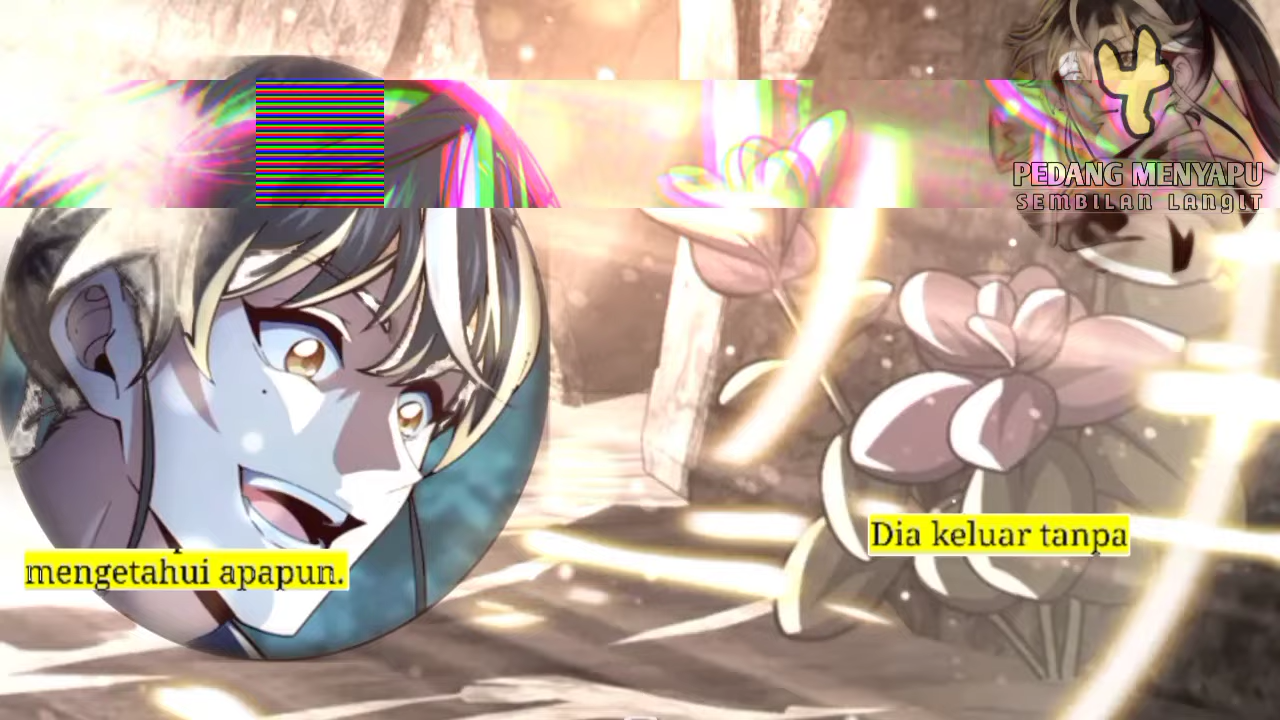 PEDANG MENYAPU
SEMBILAN LANGIT
Dia keluar tanpa
mengetahui apapun.